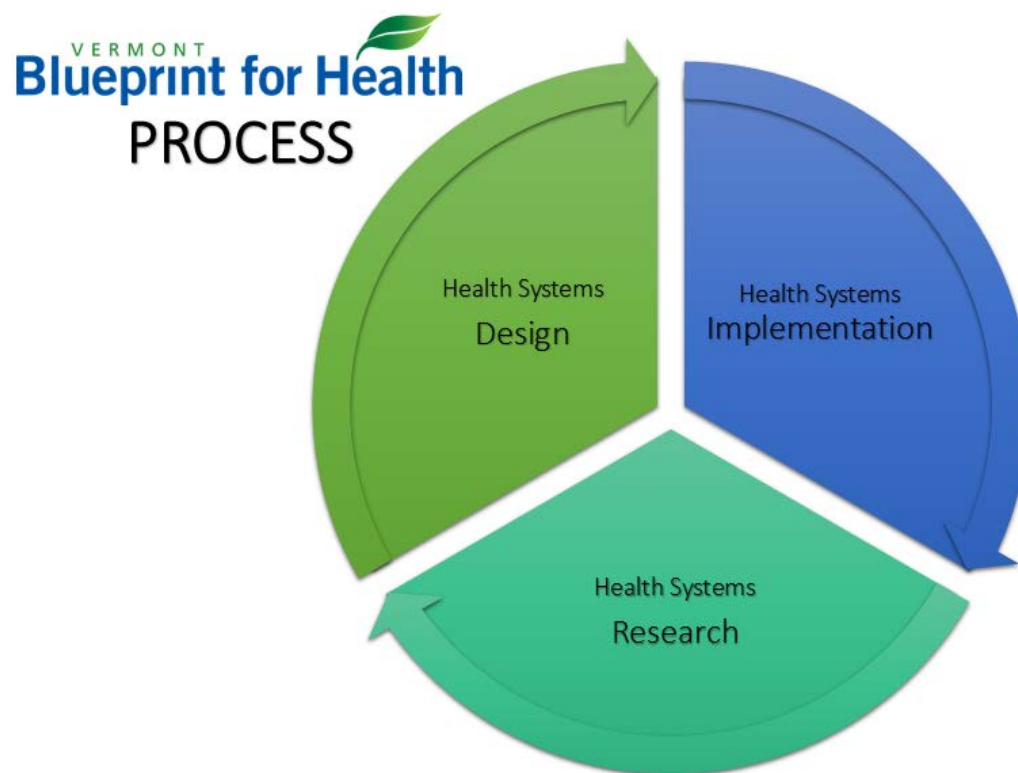 VERMONT
Blueprint for Health
PROCESS
Health Systems
Design
Health Systems
Implementation
Health Systems
Research